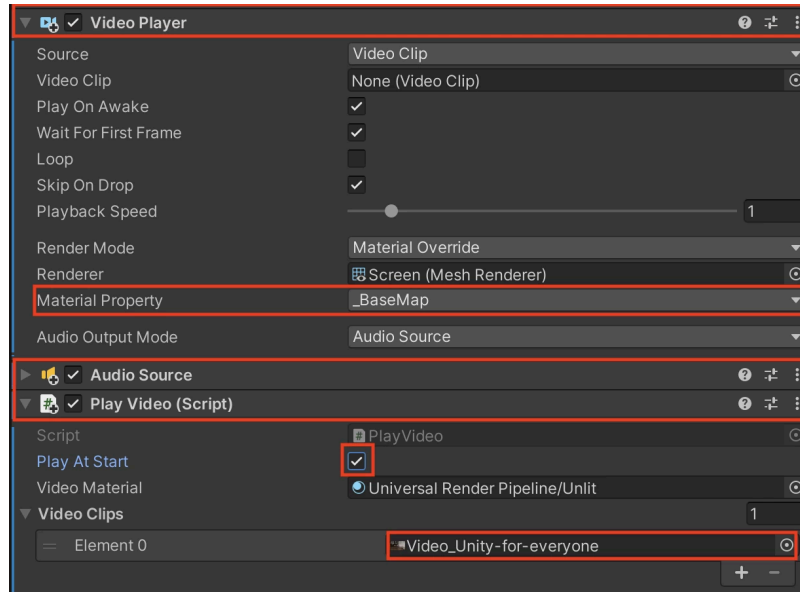 Video Player
Source Video Clip
Video Clip None (Video Clip)
Play On Awake
Wait For First Frame
Loop
Skip On Drop
Playback Speed 1
Render Mode Material Override
Renderer Screen (Mesh Renderer)
Material Property _BaseMap
Audio Output Mode Audio Source
Audio Source
# Play Video (Script)
Script # PlayVideo
Play At Start
Video Material Universal Render Pipeline/Unlit
Video Clips 1
= Element 0 Video_Unity-for-everyone
+ −